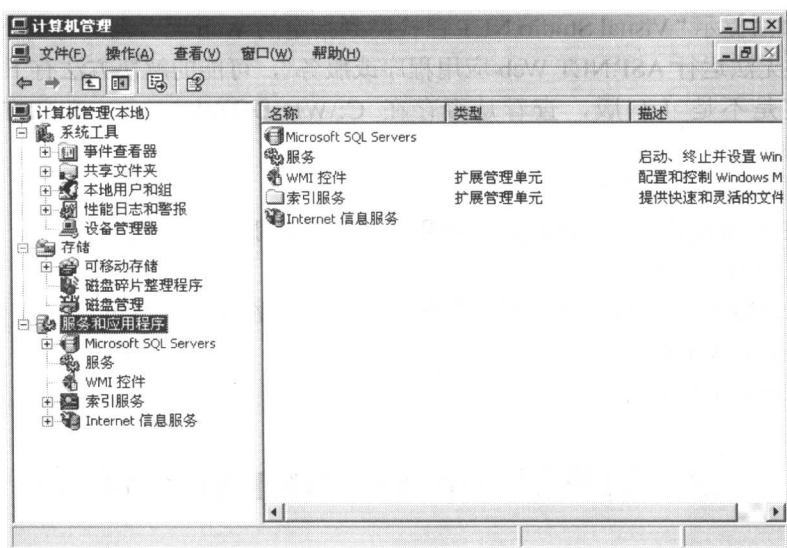 计算机管理
文件(F) 操作(A) 查看(V) 窗口(W) 帮助(H)
计算机管理(本地)
系统工具
事件查看器
共享文件夹
本地用户和组
性能日志和警报
设备管理器
存储
可移动存储
磁盘碎片整理程序
磁盘管理
服务和应用程序
Microsoft SQL Servers
服务
WMI 控件
索引服务
Internet 信息服务
名称 类型 描述
Microsoft SQL Servers
服务 启动、终止并设置 Win
WMI 控件 扩展管理单元 配置和控制 Windows M
索引服务 扩展管理单元 提供快速和灵活的文件
Internet 信息服务